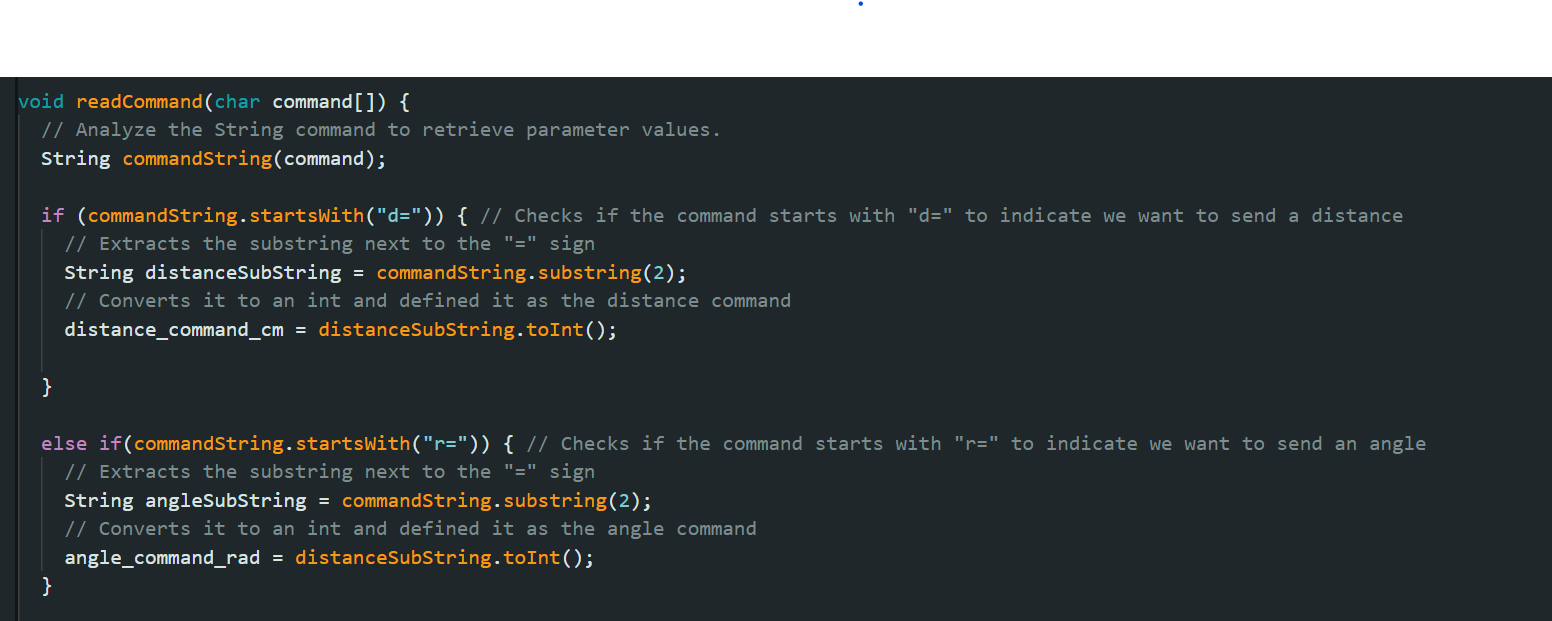 void readCommand(char command[]) {
// Analyze the String command to retrieve parameter values.
String commandString(command);
if (commandString.startsWith("d=")) { // Checks if the command starts with "d=" to indicate we want to send a distance
// Extracts the substring next to the "=" sign
String distanceSubString = commandString.substring(2);
// Converts it to an int and defined it as the distance command
distance_command_cm = distanceSubString.toInt();
}
else if(commandString.startsWith("r=")) { // Checks if the command starts with "r=" to indicate we want to send an angle
// Extracts the substring next to the "=" sign
String angleSubString = commandString.substring(2);
// Converts it to an int and defined it as the angle command
angle_command_rad = distanceSubString.toInt();
}